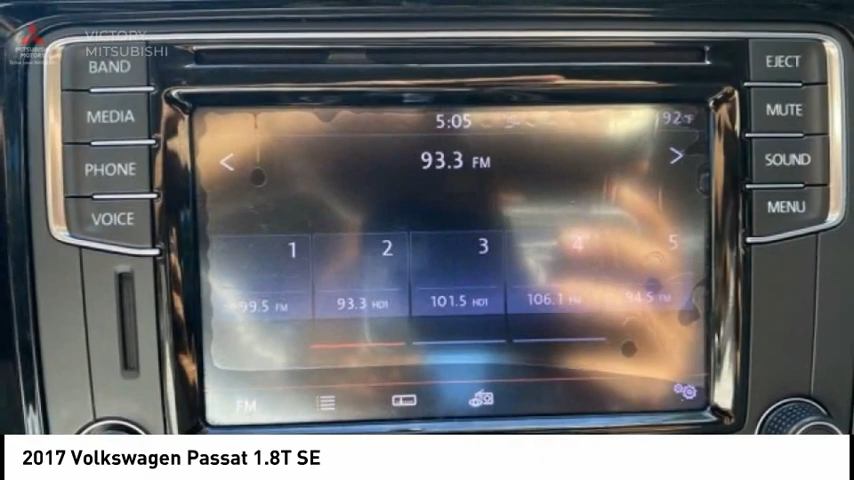 VICTORY
MITSUBISHI
MITSUBISHI
MOTORS
BAND
MEDIA
PHONE
VOICE
EJECT
MUTE
SOUND
MENU
5:05
92°F
< 93.3 FM >
1 2 3 4 5
99.5 FM 93.3 HD1 101.5 HD1 106.1 FM 94.5 FM
FM
2017 Volkswagen Passat 1.8T SE